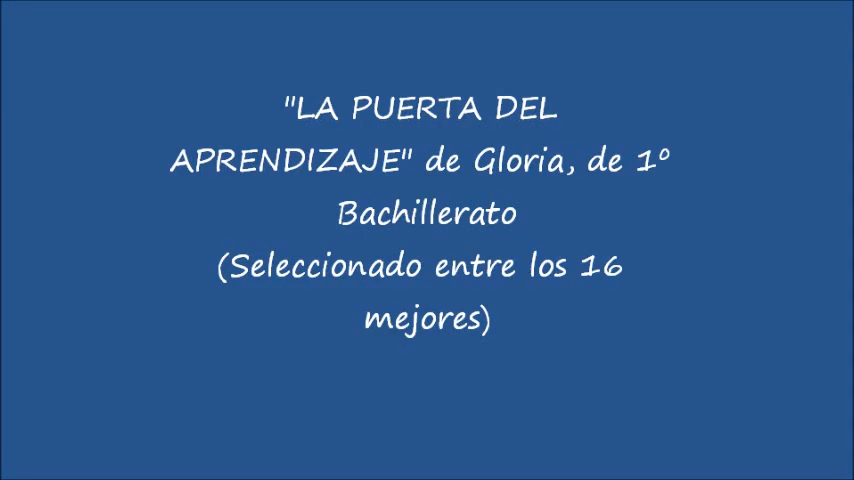 "LA PUERTA DEL
APRENDIZAJE" de Gloria, de 1º
Bachillerato
(Seleccionado entre los 16
mejores)